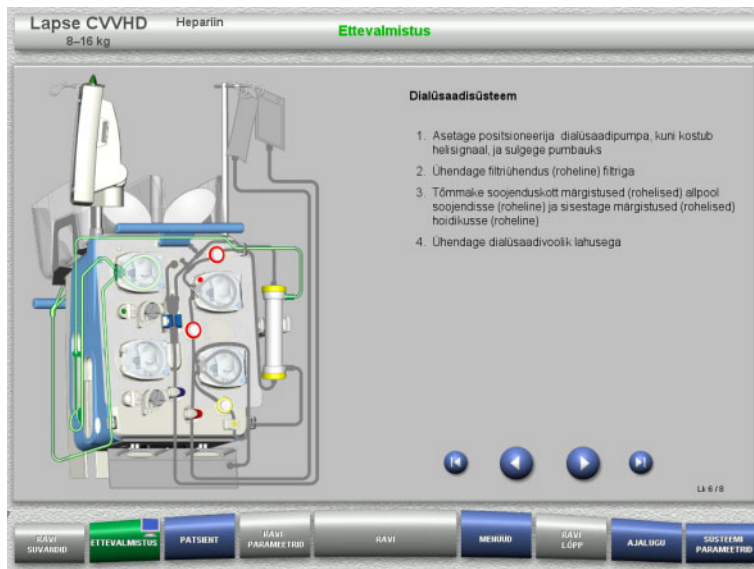 Lapse CVVHD
Hepariin
8–16 kg
Ettevalmistus
Dialüsaadisüsteem
1. Asetage positsioneerija dialüsaadipumpa, kuni kostub
helisignaal, ja sulgege pumbauks
2. Ühendage filtriühendus (roheline) filtriga
3. Tõmmake soojenduskott märgistused (rohelised) allpool
soojendisse (roheline) ja sisestage märgistused (rohelised)
hoidikusse (roheline)
4. Ühendage dialüsaadivoolik lahusega
Lk 6 / 8
RAVI
SUVANDID
ETTEVALMISTUS
PATSIENT
RAVI-
PARAMEETRID
RAVI
MENÜÜD
RAVI
LÕPP
AJALUGU
SÜSTEEMI
PARAMEETRID